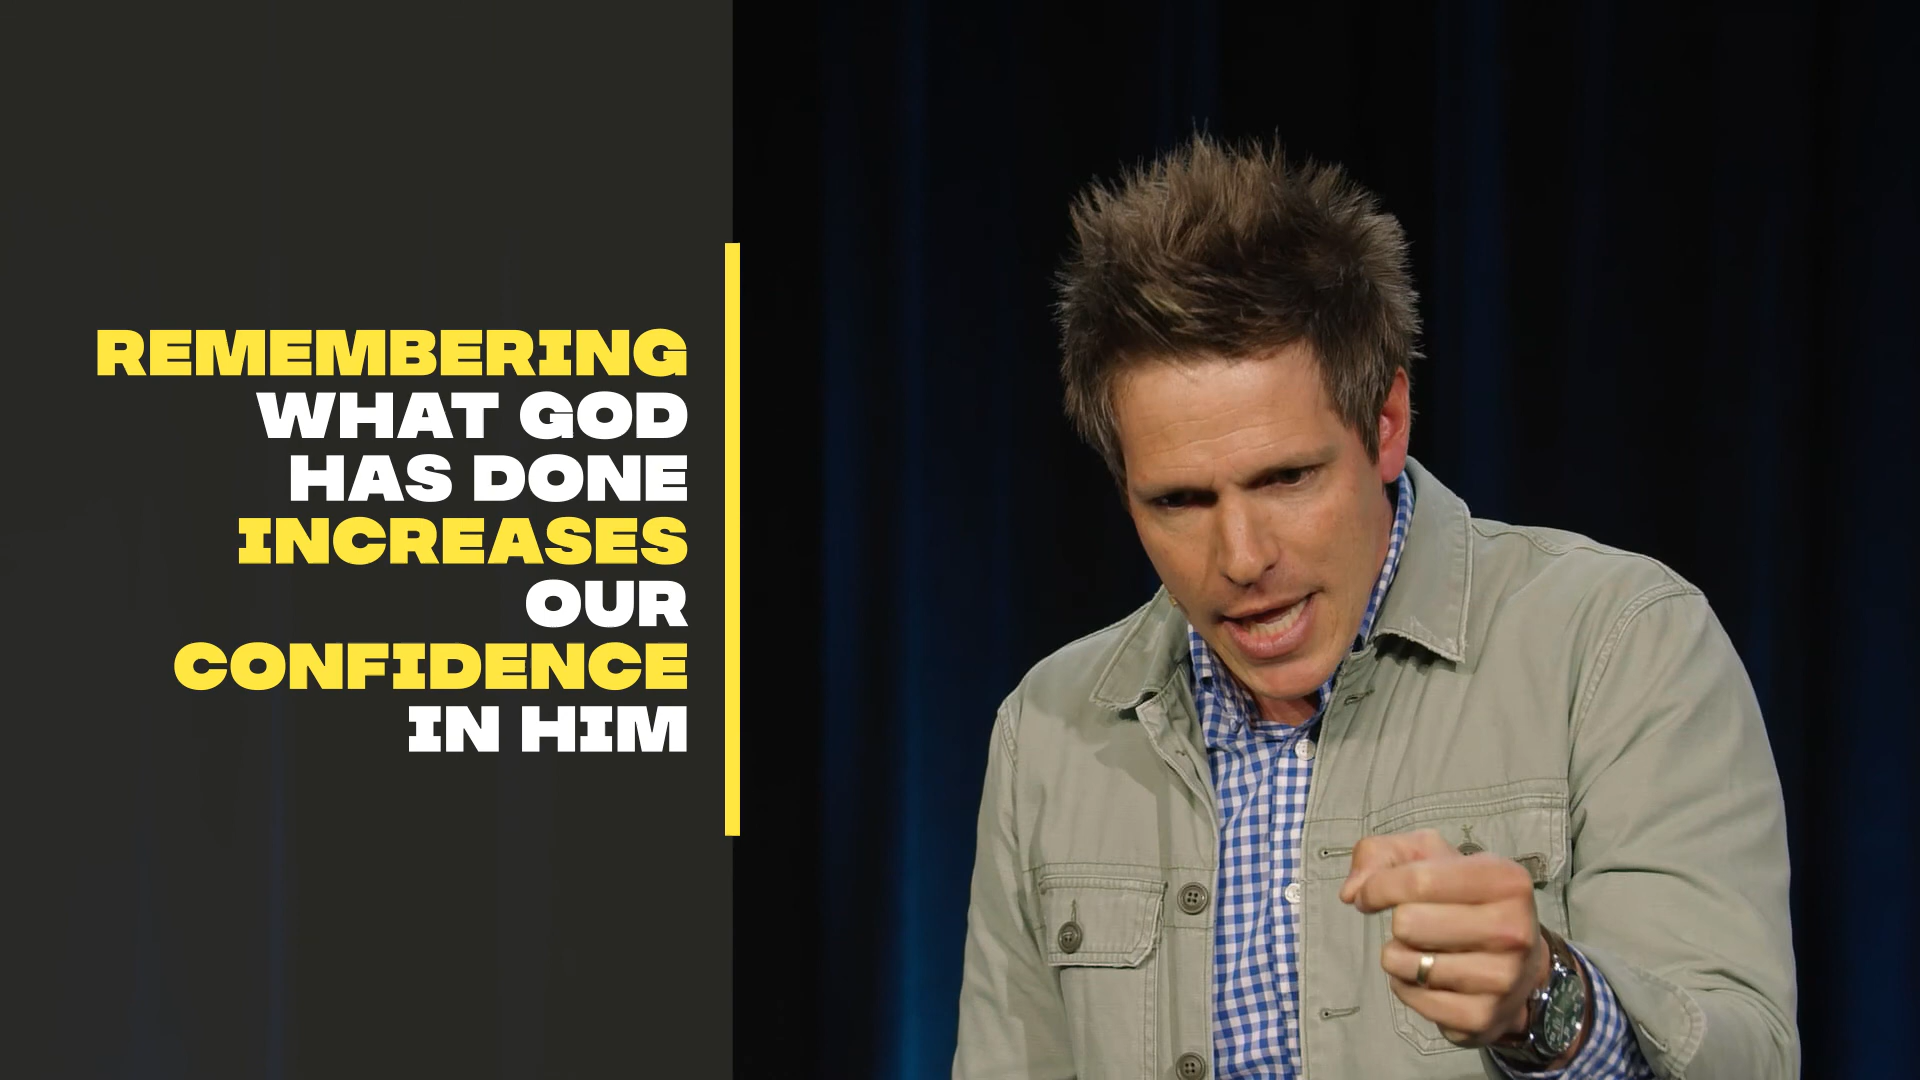 REMEMBERING
WHAT GOD
HAS DONE
INCREASES
OUR
CONFIDENCE
IN HIM